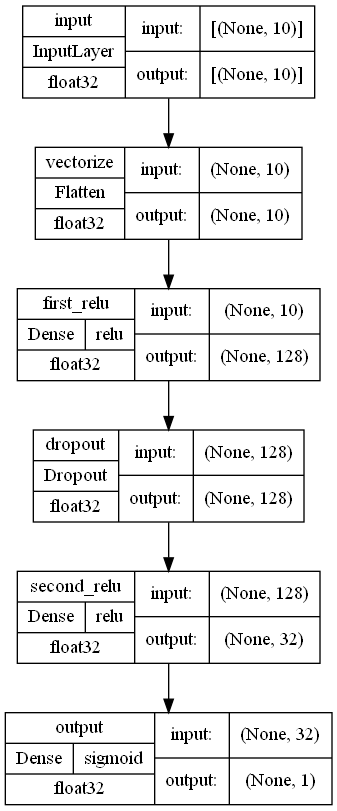 input
InputLayer
float32
input:
[(None, 10)]
output:
[(None, 10)]
vectorize
Flatten
float32
input:
(None, 10)
output:
(None, 10)
first_relu
Dense relu
float32
input:
(None, 10)
output:
(None, 128)
dropout
Dropout
float32
input:
(None, 128)
output:
(None, 128)
second_relu
Dense relu
float32
input:
(None, 128)
output:
(None, 32)
output
Dense sigmoid
float32
input:
(None, 32)
output:
(None, 1)